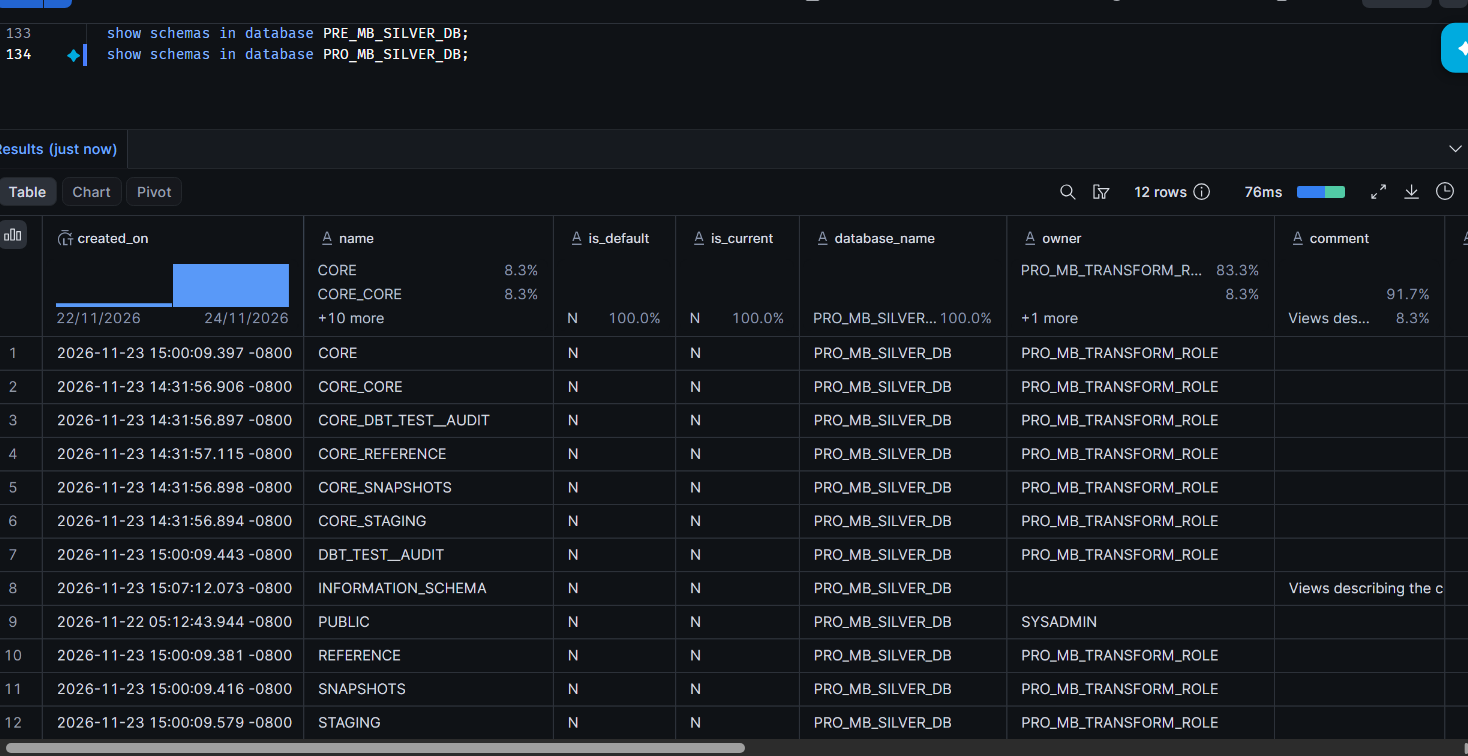 133 show schemas in database PRE_MB_SILVER_DB;
134 show schemas in database PRO_MB_SILVER_DB;
Results (just now)
Table Chart Pivot 12 rows 76ms
created_on A name A is_default A is_current A database_name A owner A comment
CORE 8.3% PRO_MB_TRANSFORM_R... 83.3%
CORE_CORE 8.3% 8.3% 91.7%
22/11/2026 24/11/2026 +10 more N 100.0% N 100.0% PRO_MB_SILVER... 100.0% +1 more Views des... 8.3%
1 2026-11-23 15:00:09.397 -0800 CORE N N PRO_MB_SILVER_DB PRO_MB_TRANSFORM_ROLE
2 2026-11-23 14:31:56.906 -0800 CORE_CORE N N PRO_MB_SILVER_DB PRO_MB_TRANSFORM_ROLE
3 2026-11-23 14:31:56.897 -0800 CORE_DBT_TEST__AUDIT N N PRO_MB_SILVER_DB PRO_MB_TRANSFORM_ROLE
4 2026-11-23 14:31:57.115 -0800 CORE_REFERENCE N N PRO_MB_SILVER_DB PRO_MB_TRANSFORM_ROLE
5 2026-11-23 14:31:56.898 -0800 CORE_SNAPSHOTS N N PRO_MB_SILVER_DB PRO_MB_TRANSFORM_ROLE
6 2026-11-23 14:31:56.894 -0800 CORE_STAGING N N PRO_MB_SILVER_DB PRO_MB_TRANSFORM_ROLE
7 2026-11-23 15:00:09.443 -0800 DBT_TEST__AUDIT N N PRO_MB_SILVER_DB PRO_MB_TRANSFORM_ROLE
8 2026-11-23 15:07:12.073 -0800 INFORMATION_SCHEMA N N PRO_MB_SILVER_DB Views describing the c
9 2026-11-22 05:12:43.944 -0800 PUBLIC N N PRO_MB_SILVER_DB SYSADMIN
10 2026-11-23 15:00:09.381 -0800 REFERENCE N N PRO_MB_SILVER_DB PRO_MB_TRANSFORM_ROLE
11 2026-11-23 15:00:09.416 -0800 SNAPSHOTS N N PRO_MB_SILVER_DB PRO_MB_TRANSFORM_ROLE
12 2026-11-23 15:00:09.579 -0800 STAGING N N PRO_MB_SILVER_DB PRO_MB_TRANSFORM_ROLE